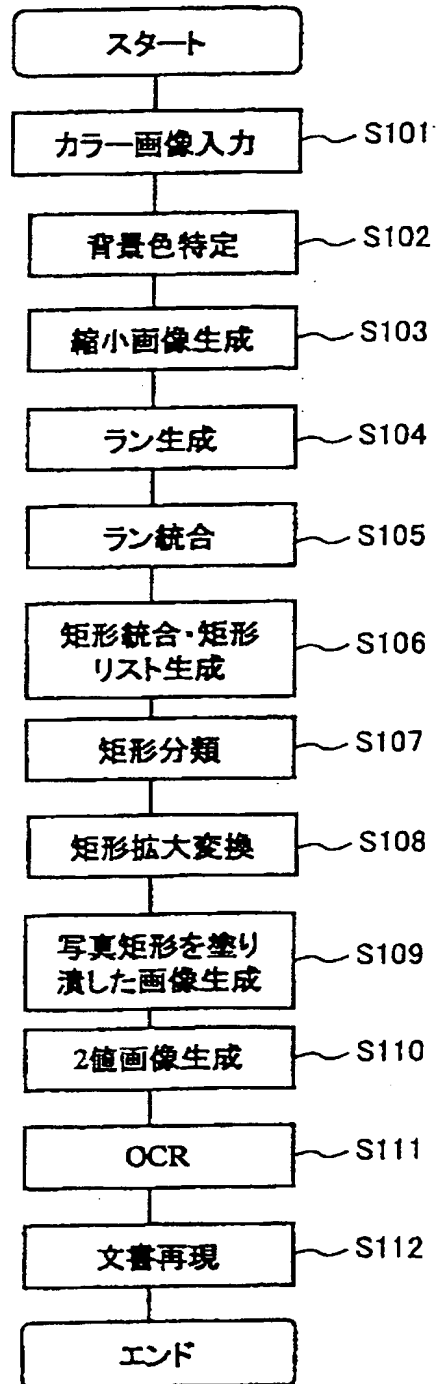 スタート
カラー画像入力 S101
背景色特定 S102
縮小画像生成 S103
ラン生成 S104
ラン統合 S105
矩形統合・矩形
リスト生成 S106
矩形分類 S107
矩形拡大変換 S108
写真矩形を塗り
潰した画像生成 S109
2値画像生成 S110
OCR S111
文書再現 S112
エンド